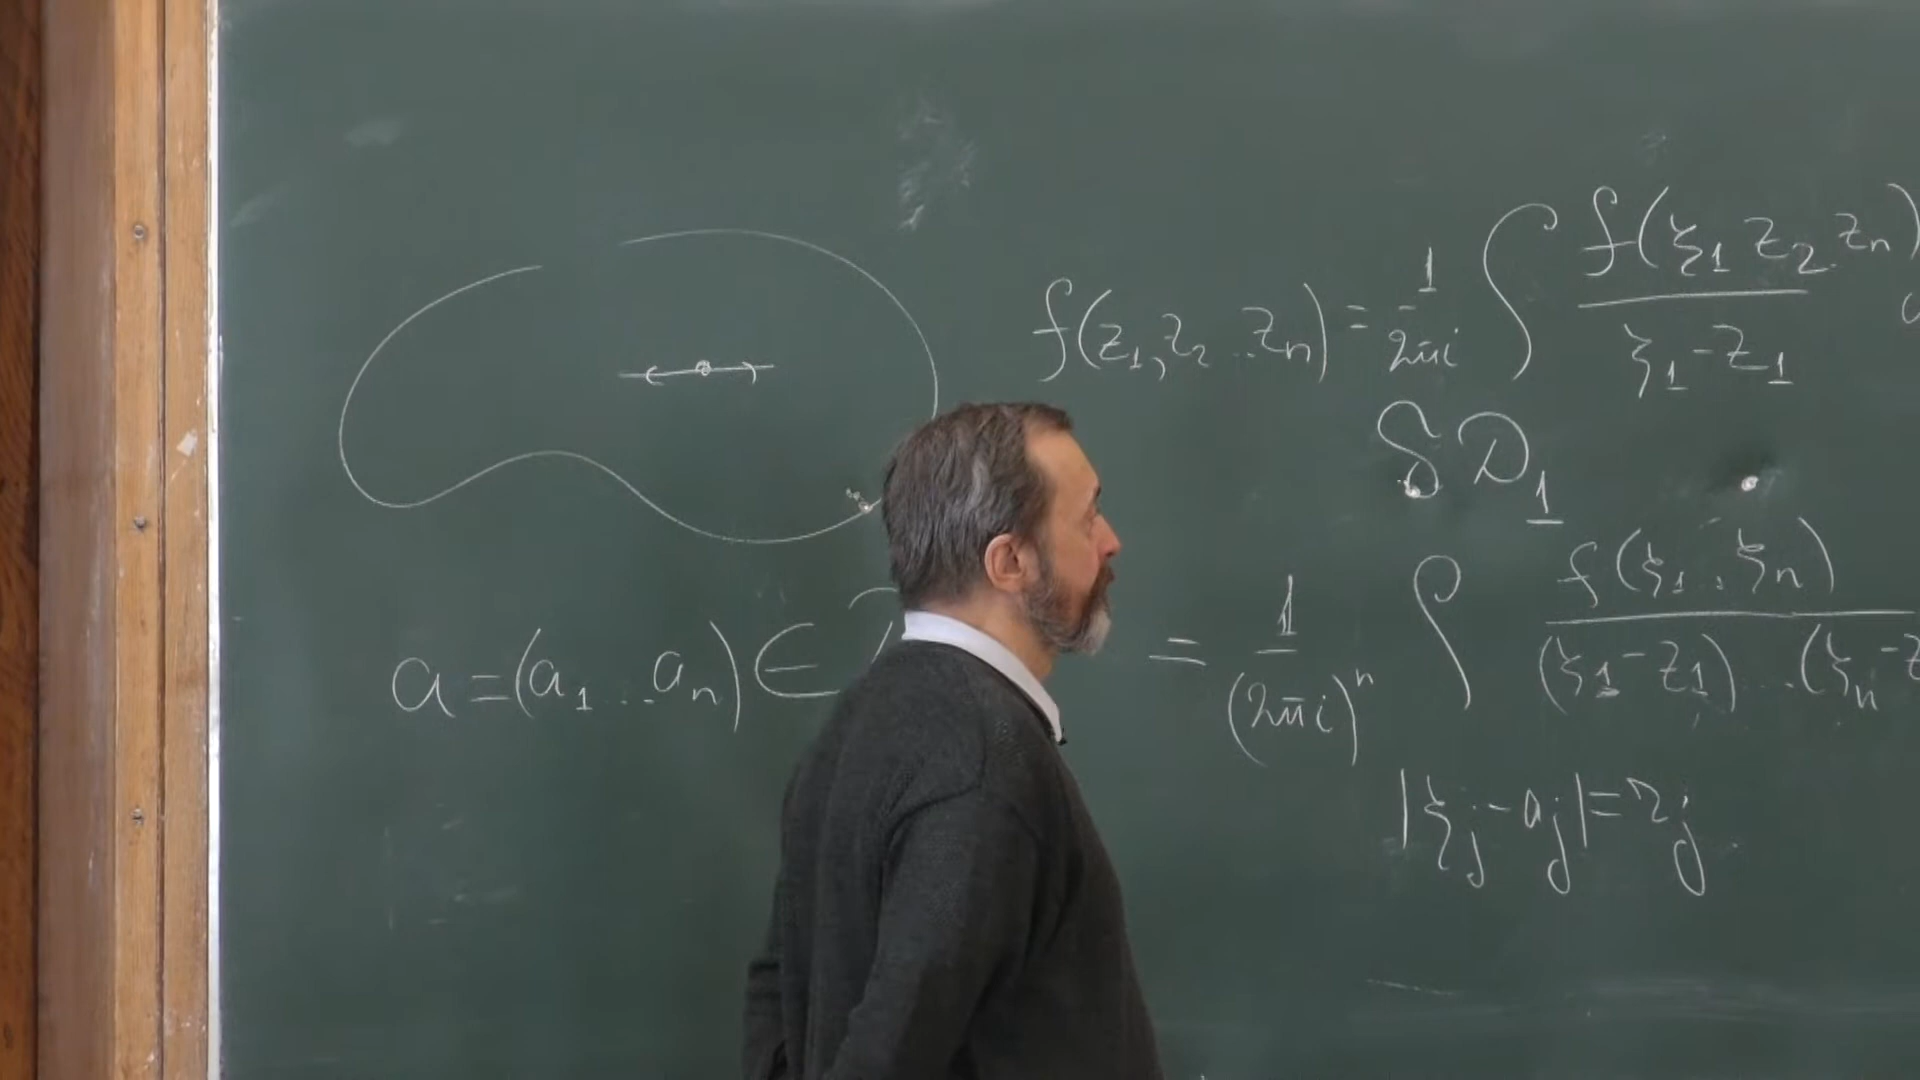 f(z₁, z₂ .. zₙ) = 1/(2πi) ∫ f(ξ₁ z₂ . zₙ) / (ξ₁ - z₁)
δD₁
a = (a₁ ... aₙ) ∈
= 1/(2πi)ⁿ ∫ f(ξ₁ .. ξₙ) / (ξ₁ - z₁) ... (ξₙ - z
|ξⱼ - aⱼ| = rⱼ